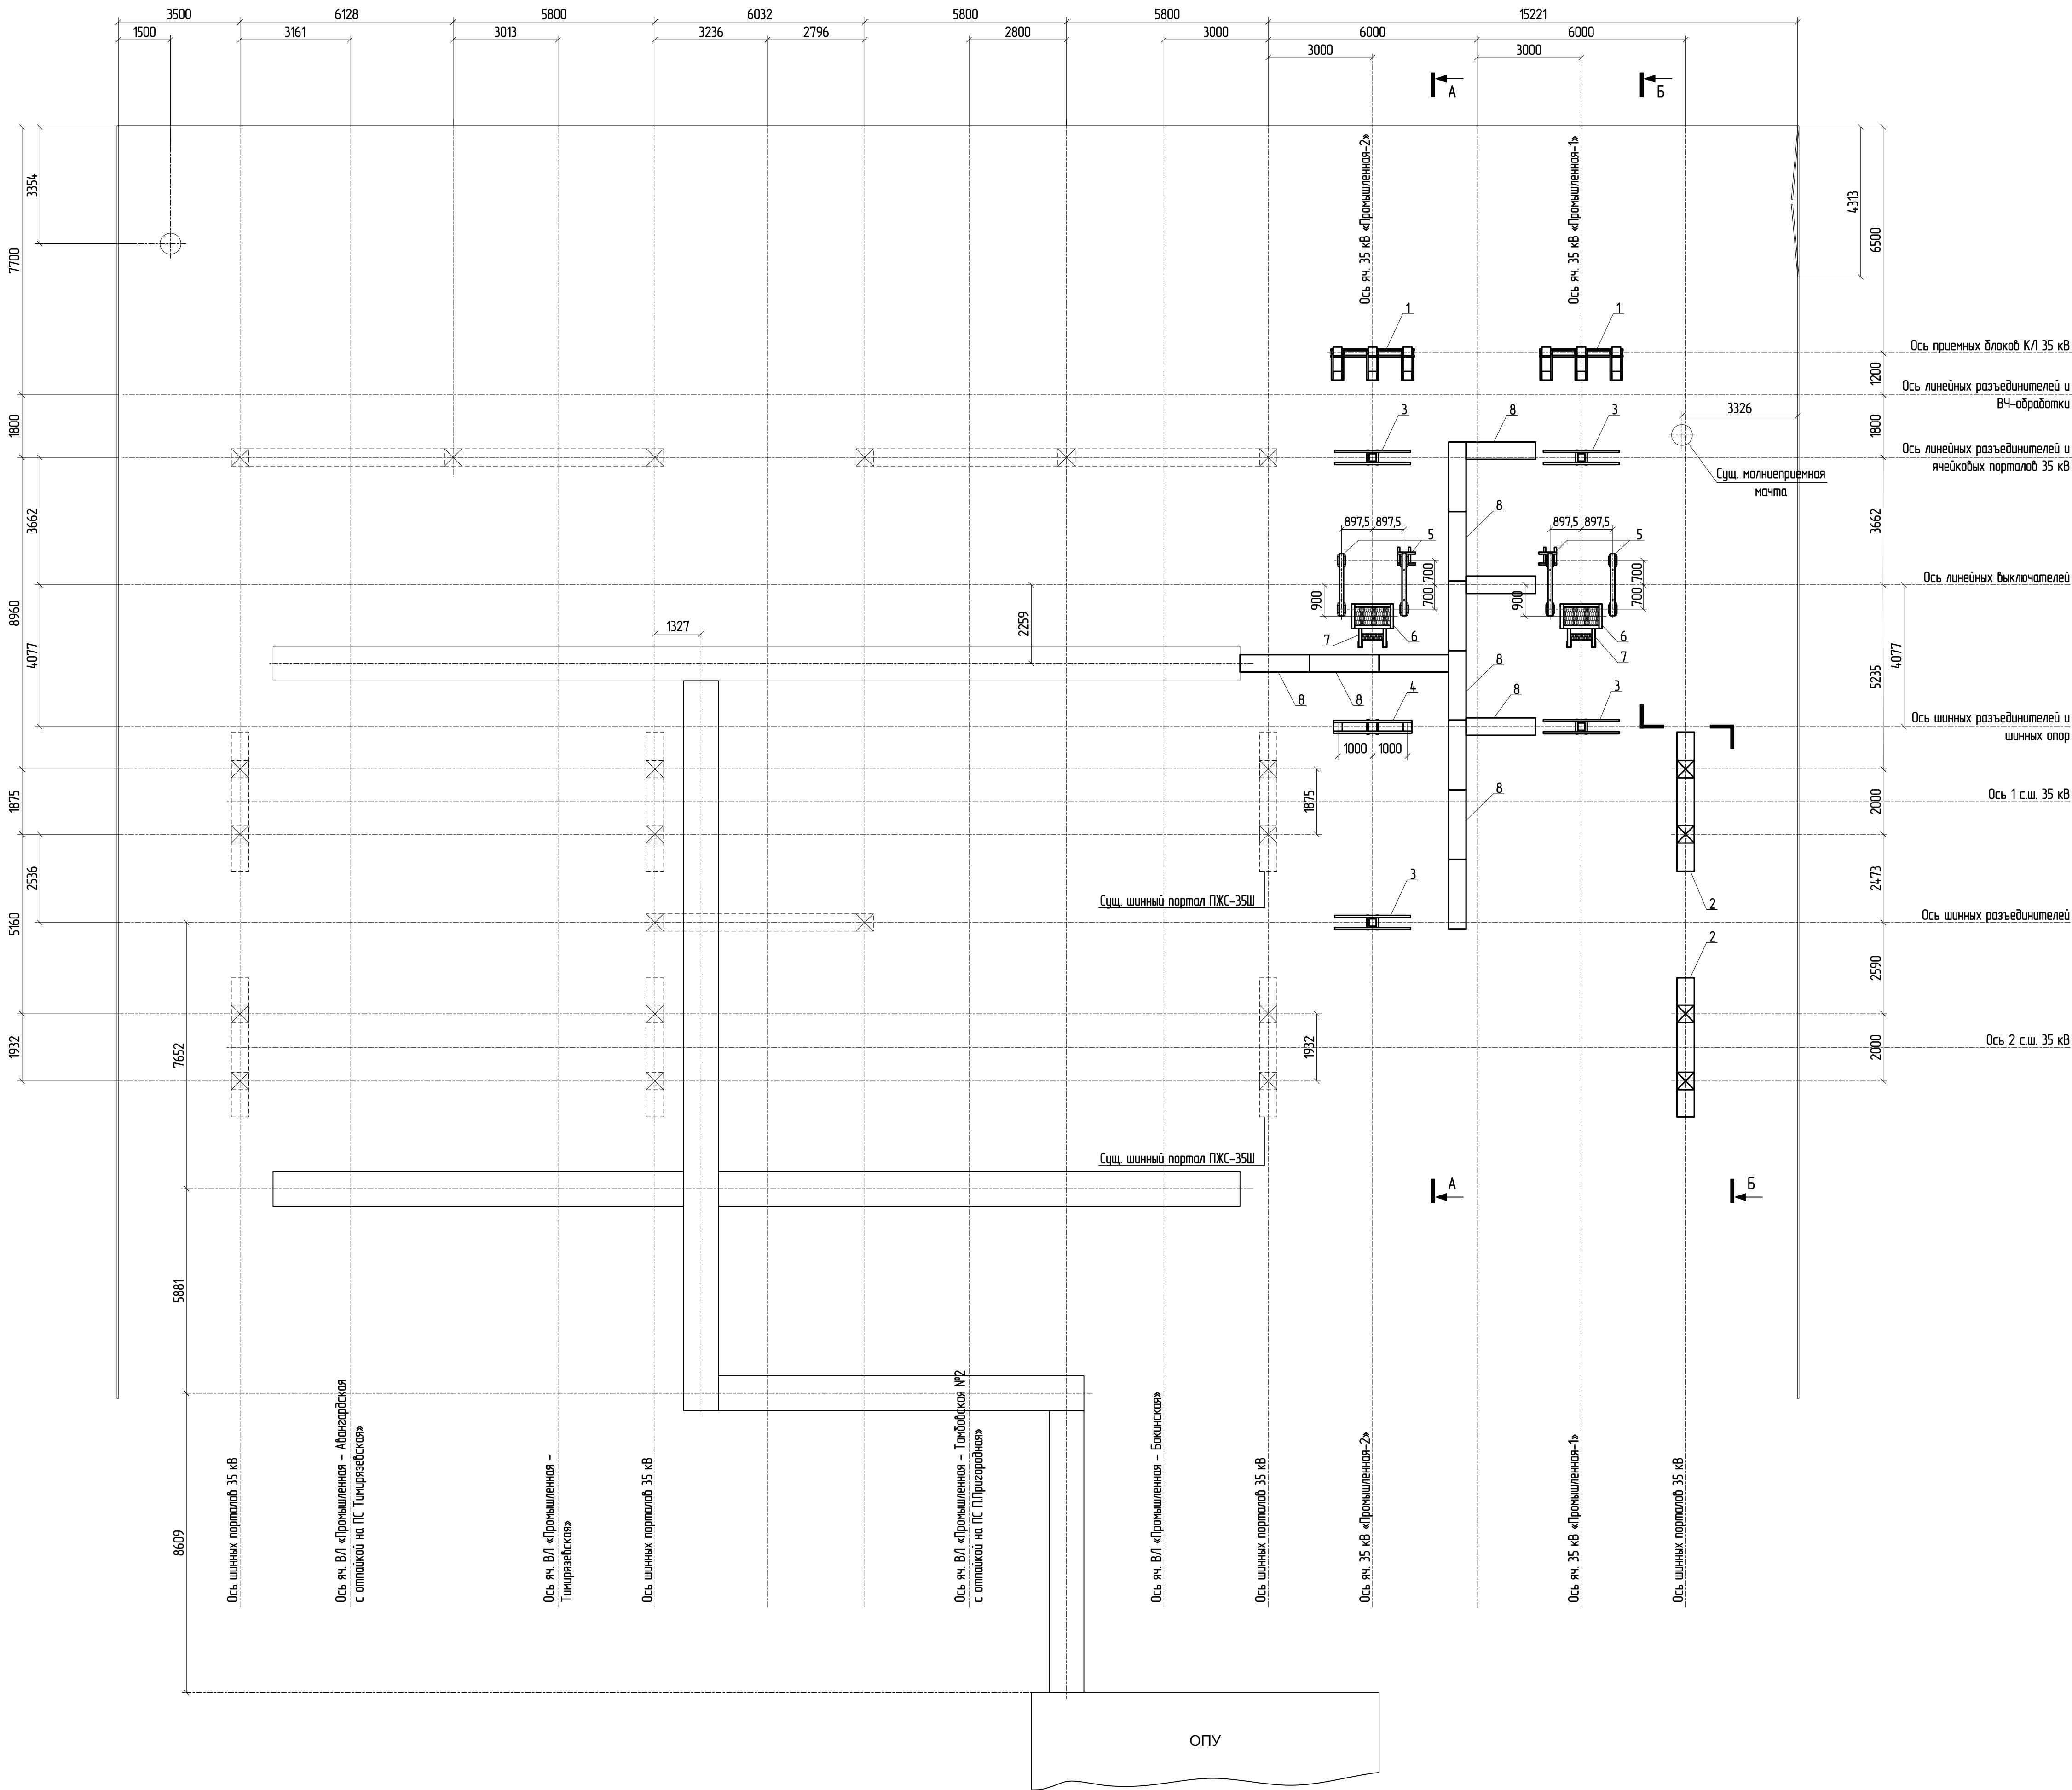 3500
6128
5800
6032
5800
5800
15221
1500
3161
3013
3236
2796
2800
3000
6000
6000
3000
3000
А
Б
Ось яч. 35 кВ «Промышленная-2»
Ось яч. 35 кВ «Промышленная-1»
3354
7700
4313
6500
1
1
Ось приемных блоков КЛ 35 кВ
1200
Ось линейных разъединителей и
ВЧ-обработки
1800
3
8
3
3326
1800
Ось линейных разъединителей и
ячейковых порталов 35 кВ
Сущ. молниеприемная
мачта
3662
8
3662
897,5
897,5
5
897,5
897,5
5
700
700
Ось линейных выключателей
900
700
900
700
8960
2259
1327
7
6
6
7
4077
4077
5235
8
8
8
8
4
3
Ось шинных разъединителей и
шинных опор
1000
1000
1875
1875
8
Ось 1 с.ш. 35 кВ
2000
2536
3
2473
Сущ. шинный портал ПЖС-35Ш
2
5160
Ось шинных разъединителей
2
2590
1932
7652
1932
Ось 2 с.ш. 35 кВ
2000
Сущ. шинный портал ПЖС-35Ш
А
Б
5881
8609
Ось шинных порталов 35 кВ
Ось яч. ВЛ «Промышленная - Авангардская
с отпайкой на ПС Тимирязевская»
Ось яч. ВЛ «Промышленная -
Тимирязевская»
Ось шинных порталов 35 кВ
Ось яч. ВЛ «Промышленная - Тамбовская №2
с отпайкой на ПС П.Пригородная»
Ось яч. ВЛ «Промышленная - Бокинская»
Ось шинных порталов 35 кВ
Ось яч. 35 кВ «Промышленная-2»
Ось яч. 35 кВ «Промышленная-1»
Ось шинных порталов 35 кВ
ОПУ